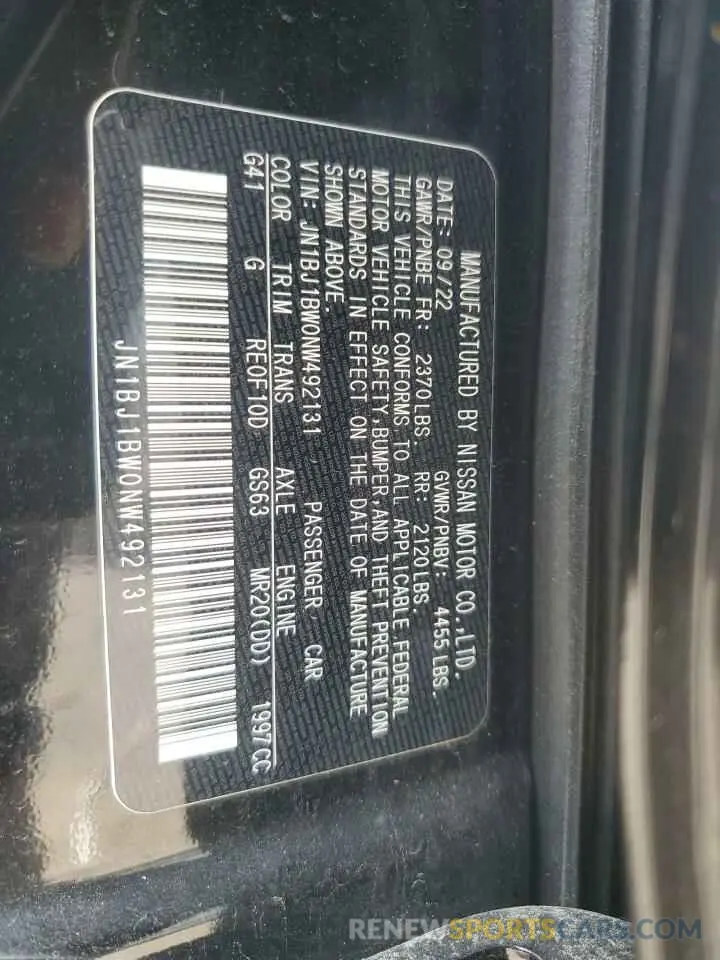 MANUFACTURED BY NISSAN MOTOR CO.,LTD.
DATE: 09/22 GVWR/PNBV: 4455 LBS.
GAWR/PNBE FR: 2370LBS. RR: 2120LBS.
THIS VEHICLE CONFORMS TO ALL APPLICABLE FEDERAL
MOTOR VEHICLE SAFETY,BUMPER,AND THEFT PREVENTION
STANDARDS IN EFFECT ON THE DATE OF MANUFACTURE
SHOWN ABOVE.
VIN: JN1BJ1BW0NW492131 PASSENGER CAR
COLOR TRIM TRANS AXLE ENGINE
G41 G RE0F10D GS63 MR20(DD) 1997CC
JN1BJ1BW0NW492131
RENEWSPORTSCARS.COM